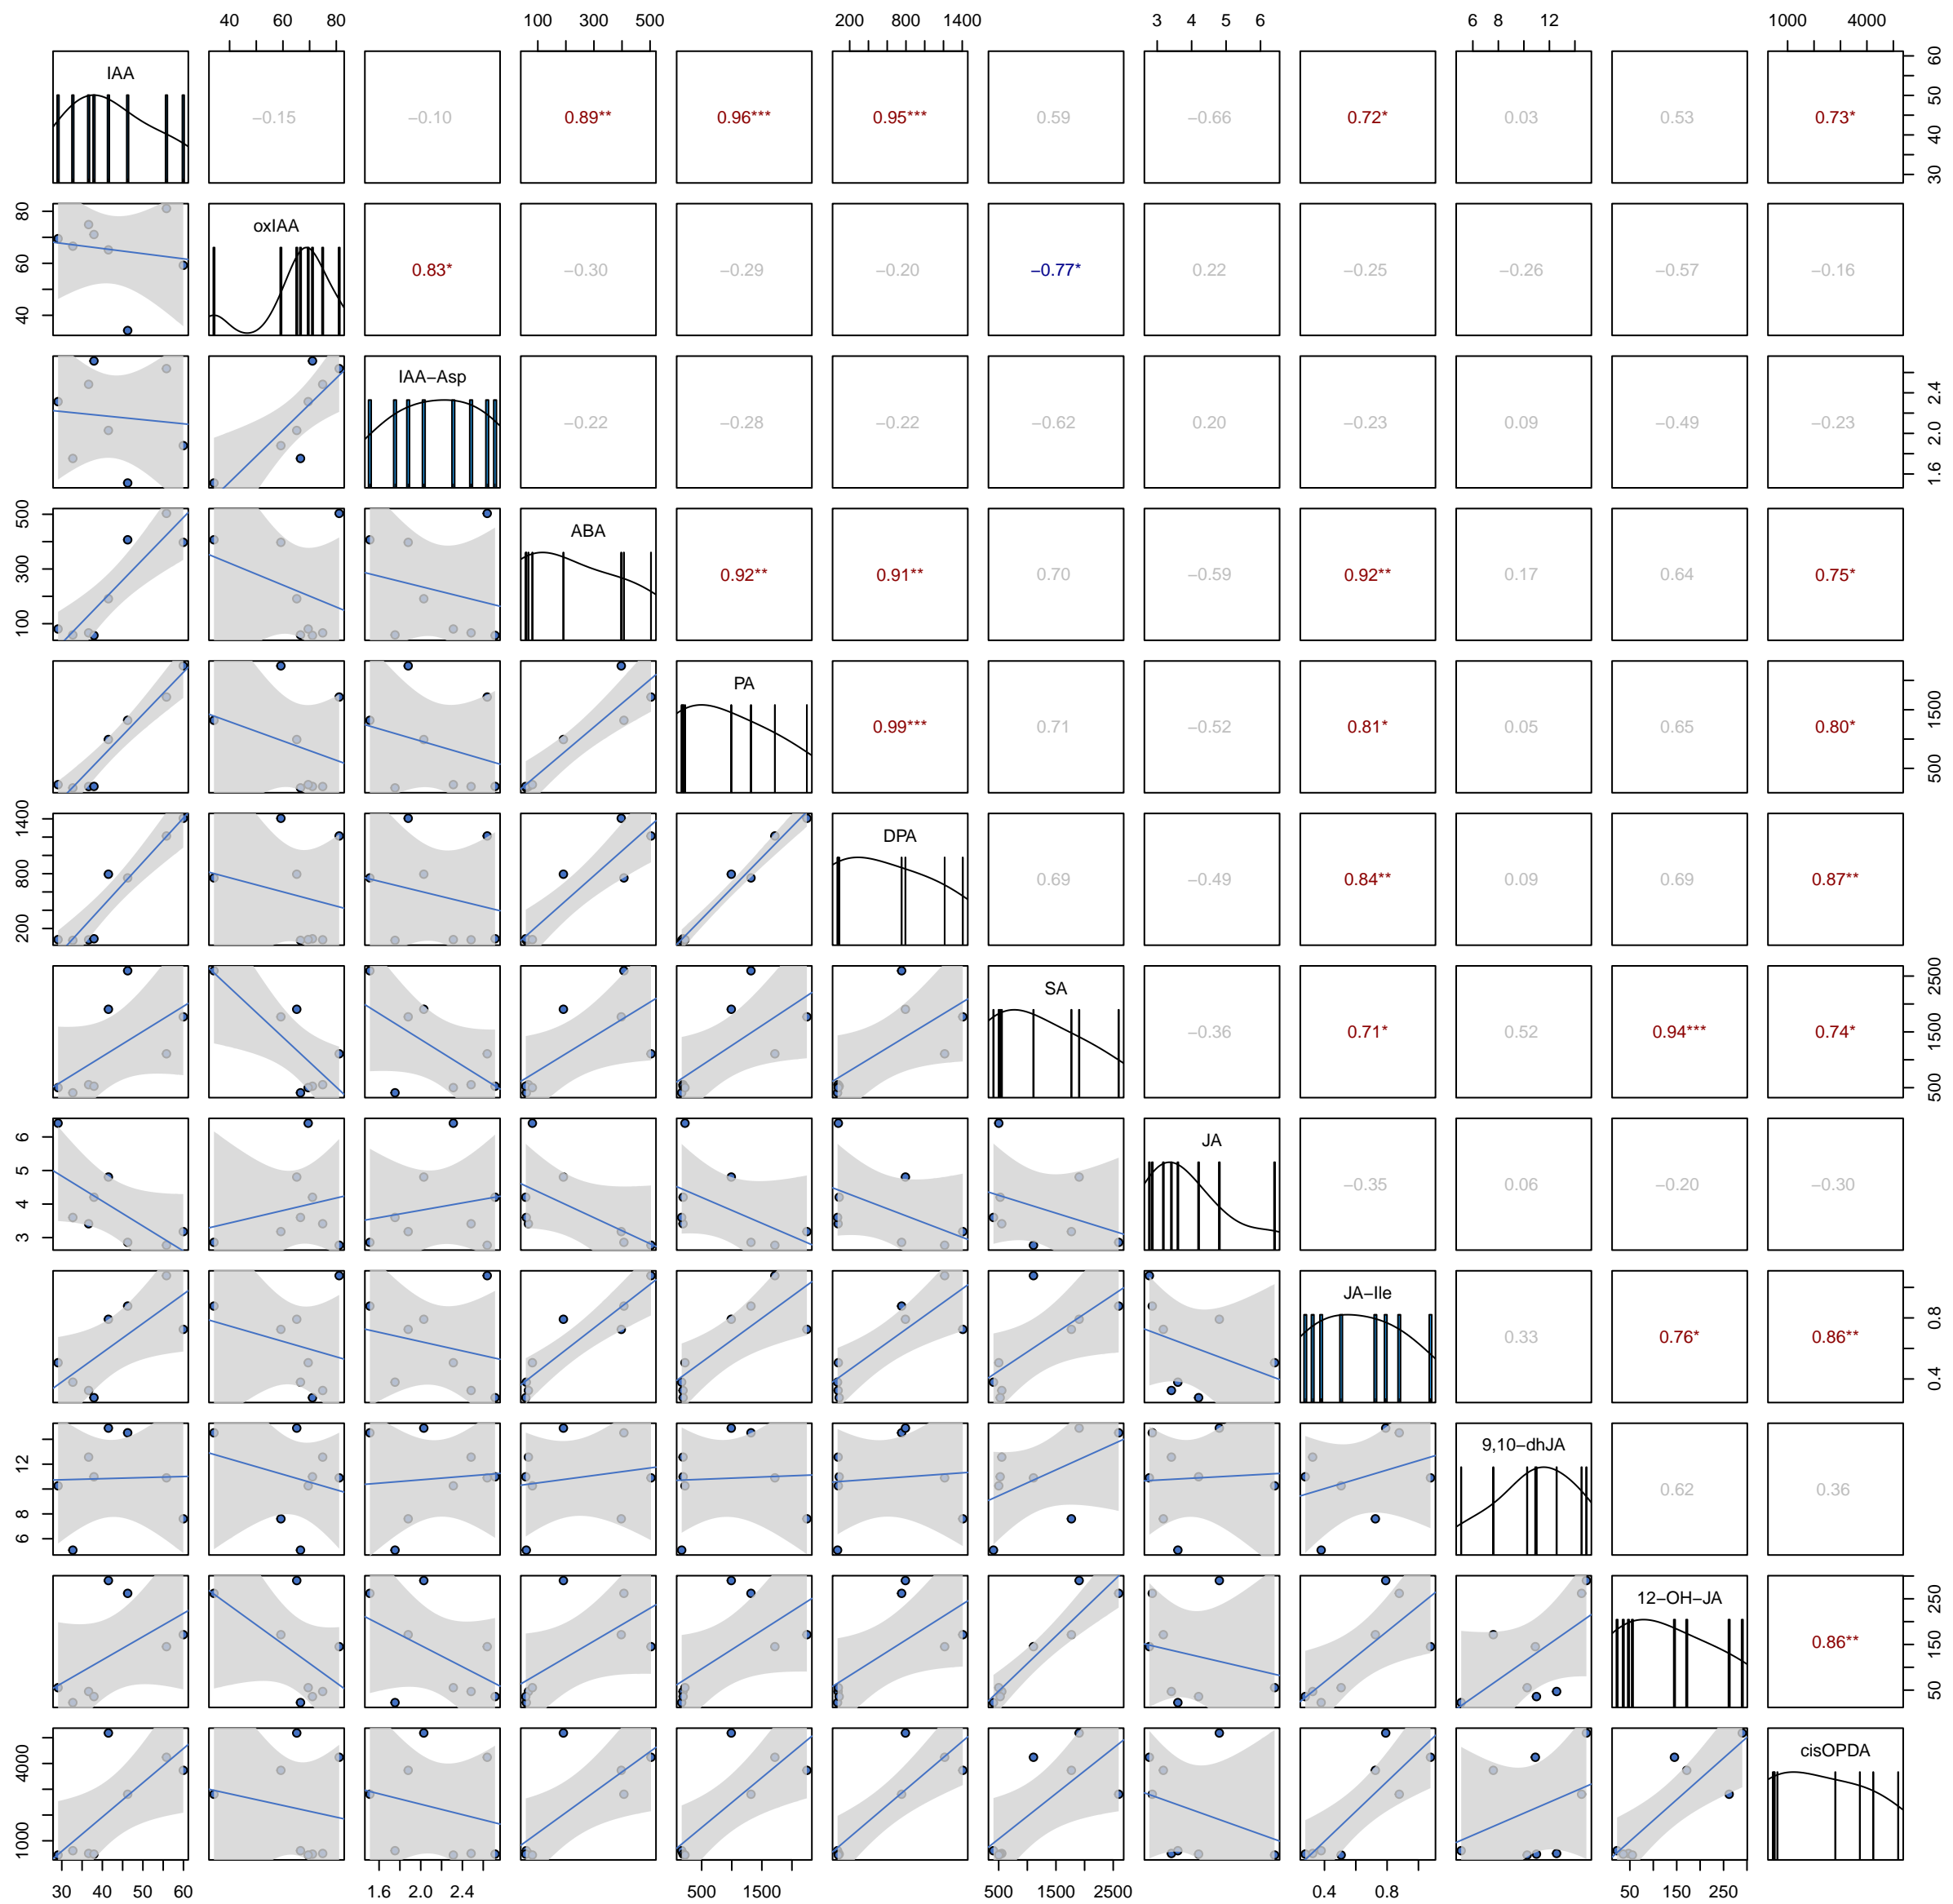 40 60 80 100 300 500 200 800 1400 3 4 5 6 6 8 12 1000 4000
IAA −0.15 −0.10 0.89** 0.96*** 0.95*** 0.59 −0.66 0.72* 0.03 0.53 0.73* 30 40 50 60
40 60 80 oxIAA 0.83* −0.30 −0.29 −0.20 −0.77* 0.22 −0.25 −0.26 −0.57 −0.16
IAA−Asp −0.22 −0.28 −0.22 −0.62 0.20 −0.23 0.09 −0.49 −0.23 1.6 2.0 2.4
100 300 500 ABA 0.92** 0.91** 0.70 −0.59 0.92** 0.17 0.64 0.75*
PA 0.99*** 0.71 −0.52 0.81* 0.05 0.65 0.80* 500 1500
200 800 1400 DPA 0.69 −0.49 0.84** 0.09 0.69 0.87**
SA −0.36 0.71* 0.52 0.94*** 0.74* 500 1500 2500
3 4 5 6 JA −0.35 0.06 −0.20 −0.30
JA−Ile 0.33 0.76* 0.86** 0.4 0.8
6 8 12 9,10−dhJA 0.62 0.36
12−OH−JA 0.86** 50 150 250
1000 4000 cisOPDA
30 40 50 60 1.6 2.0 2.4 500 1500 500 1500 2500 0.4 0.8 50 150 250